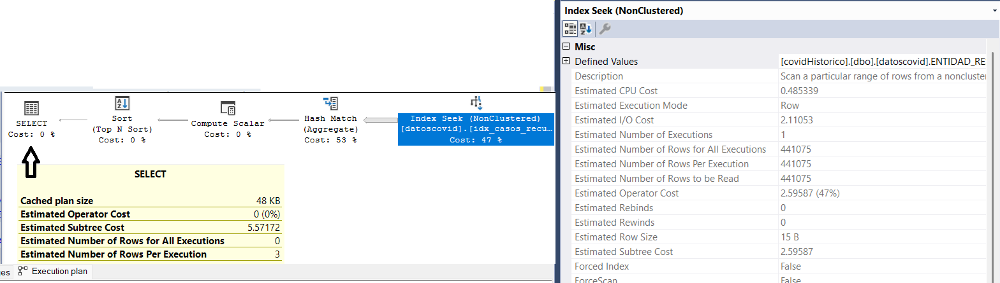 SELECT
Cost: 0 %
Sort
(Top N Sort)
Cost: 0 %
Compute Scalar
Cost: 0 %
Hash Match
(Aggregate)
Cost: 53 %
Index Seek (NonClustered)
[datoscovid].[idx_casos_recu...
Cost: 47 %
SELECT
Cached plan size 48 KB
Estimated Operator Cost 0 (0%)
Estimated Subtree Cost 5.57172
Estimated Number of Rows for All Executions 0
Estimated Number of Rows Per Execution 3
ges Execution plan
Index Seek (NonClustered)
Misc
Defined Values [covidHistorico].[dbo].[datoscovid].ENTIDAD_RE
Description Scan a particular range of rows from a noncluste
Estimated CPU Cost 0.485339
Estimated Execution Mode Row
Estimated I/O Cost 2.11053
Estimated Number of Executions 1
Estimated Number of Rows for All Executions 441075
Estimated Number of Rows Per Execution 441075
Estimated Number of Rows to be Read 441075
Estimated Operator Cost 2.59587 (47%)
Estimated Rebinds 0
Estimated Rewinds 0
Estimated Row Size 15 B
Estimated Subtree Cost 2.59587
Forced Index False
ForceScan False